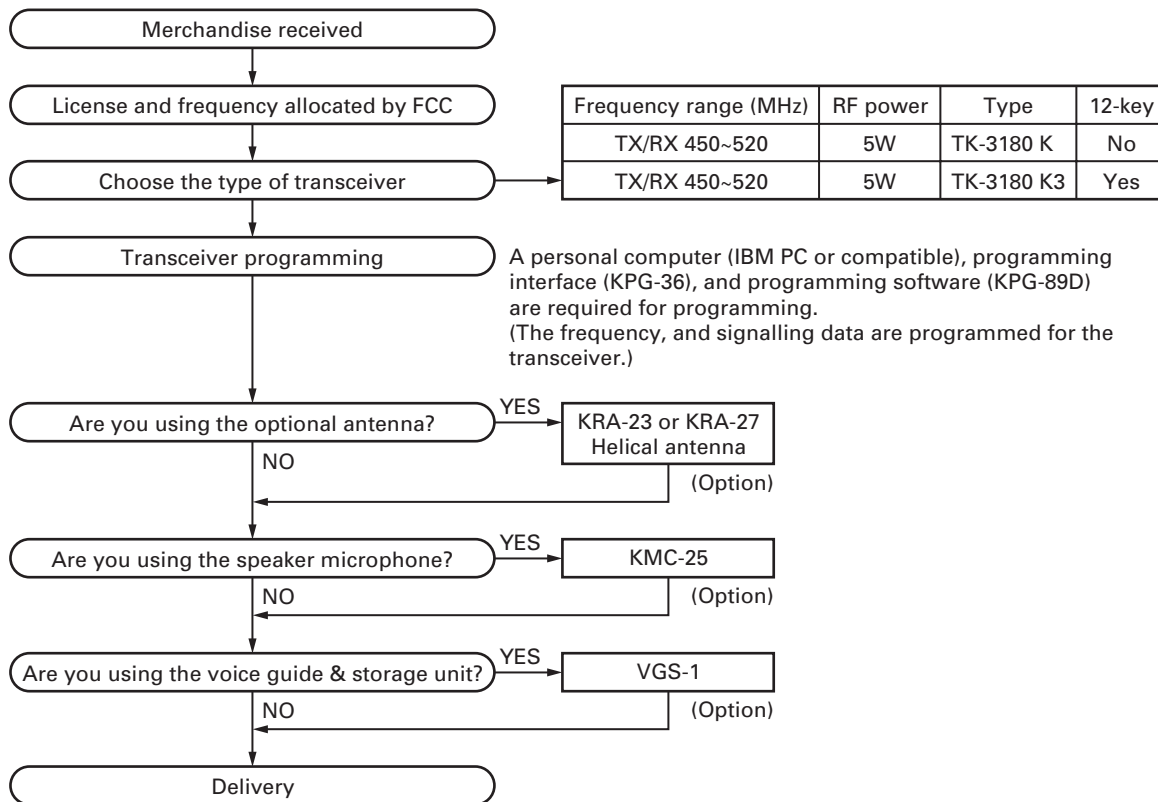 Merchandise received
License and frequency allocated by FCC
Frequency range (MHz) RF power Type 12-key
TX/RX 450~520 5W TK-3180 K No
TX/RX 450~520 5W TK-3180 K3 Yes
Choose the type of transceiver
Transceiver programming
A personal computer (IBM PC or compatible), programming
interface (KPG-36), and programming software (KPG-89D)
are required for programming.
(The frequency, and signalling data are programmed for the
transceiver.)
Are you using the optional antenna?
YES
KRA-23 or KRA-27
Helical antenna
(Option)
NO
Are you using the speaker microphone?
YES
KMC-25
(Option)
NO
Are you using the voice guide & storage unit?
YES
VGS-1
(Option)
NO
Delivery